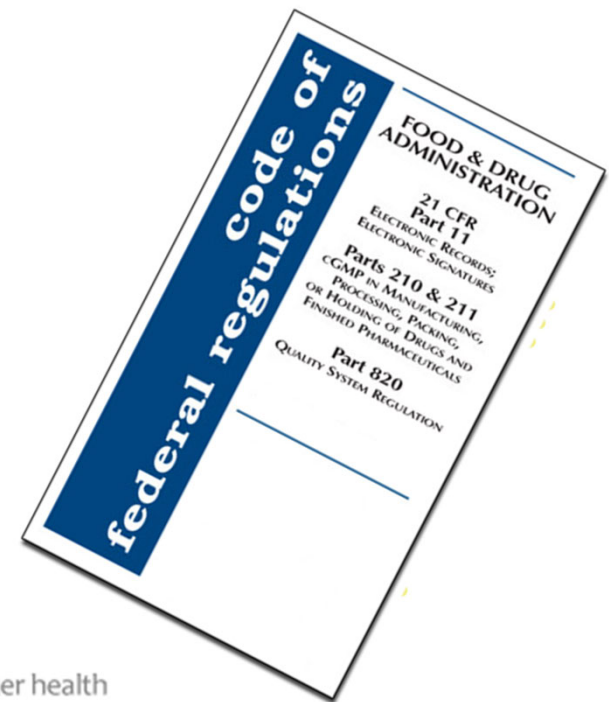 code of
federal regulations
FOOD & DRUG
ADMINISTRATION
21 CFR
Part 11
ELECTRONIC RECORDS;
ELECTRONIC SIGNATURES
Parts 210 & 211
cGMP IN MANUFACTURING,
PROCESSING, PACKING,
OR HOLDING OF DRUGS AND
FINISHED PHARMACEUTICALS
Part 820
QUALITY SYSTEM REGULATION
er health